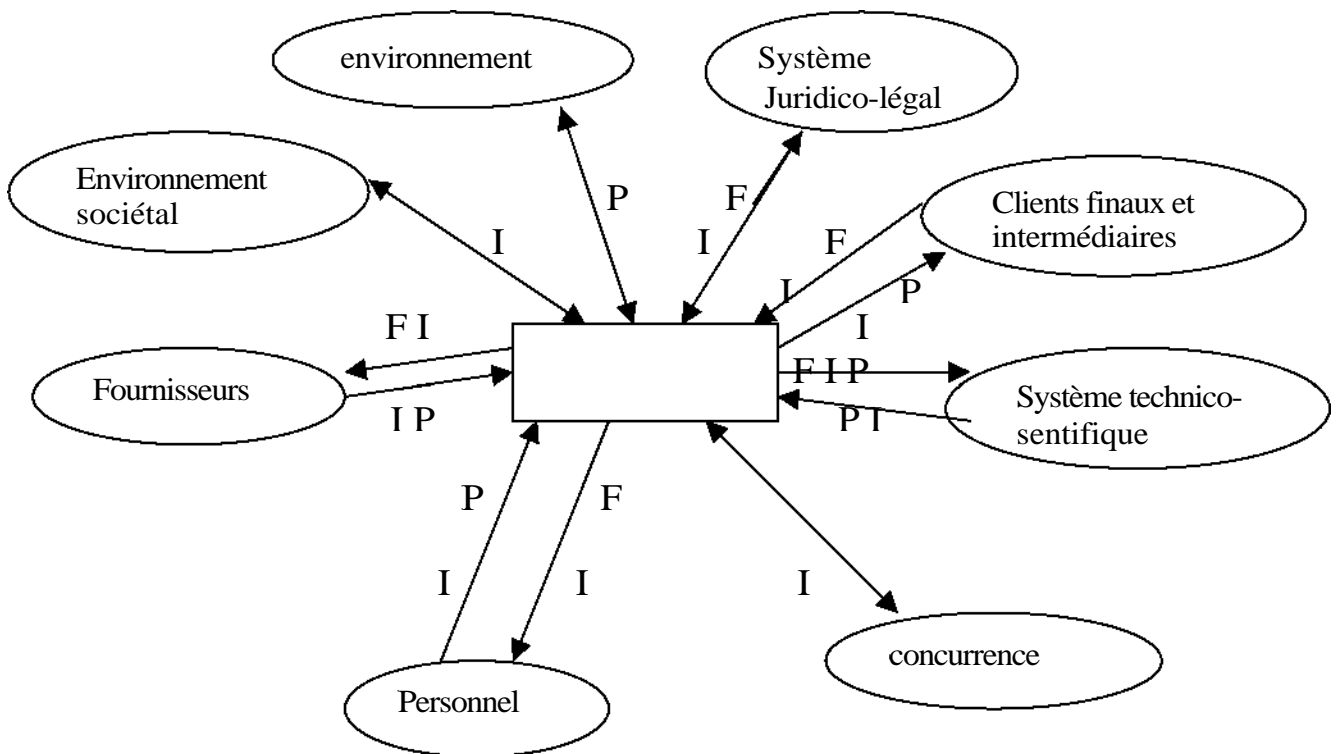 environnement
Système
Juridico-légal
Environnement
sociétal
P
F
I
I
Clients finaux et
intermédiaires
F
I
P
I
F I
Fournisseurs
I P
F I P
P I
Système technico-
sentifique
P
F
I
I
I
concurrence
Personnel